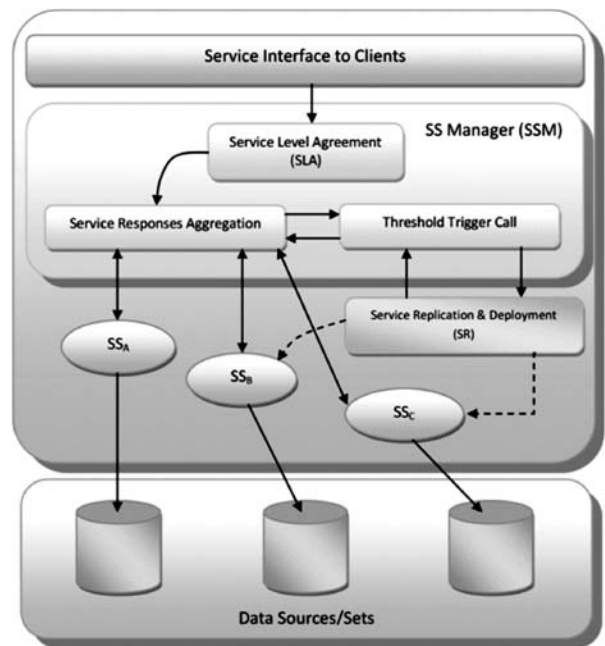 Service Interface to Clients
SS Manager (SSM)
Service Level Agreement
(SLA)
Service Responses Aggregation
Threshold Trigger Call
Service Replication & Deployment
(SR)
SSA
SSB
SSC
Data Sources/Sets